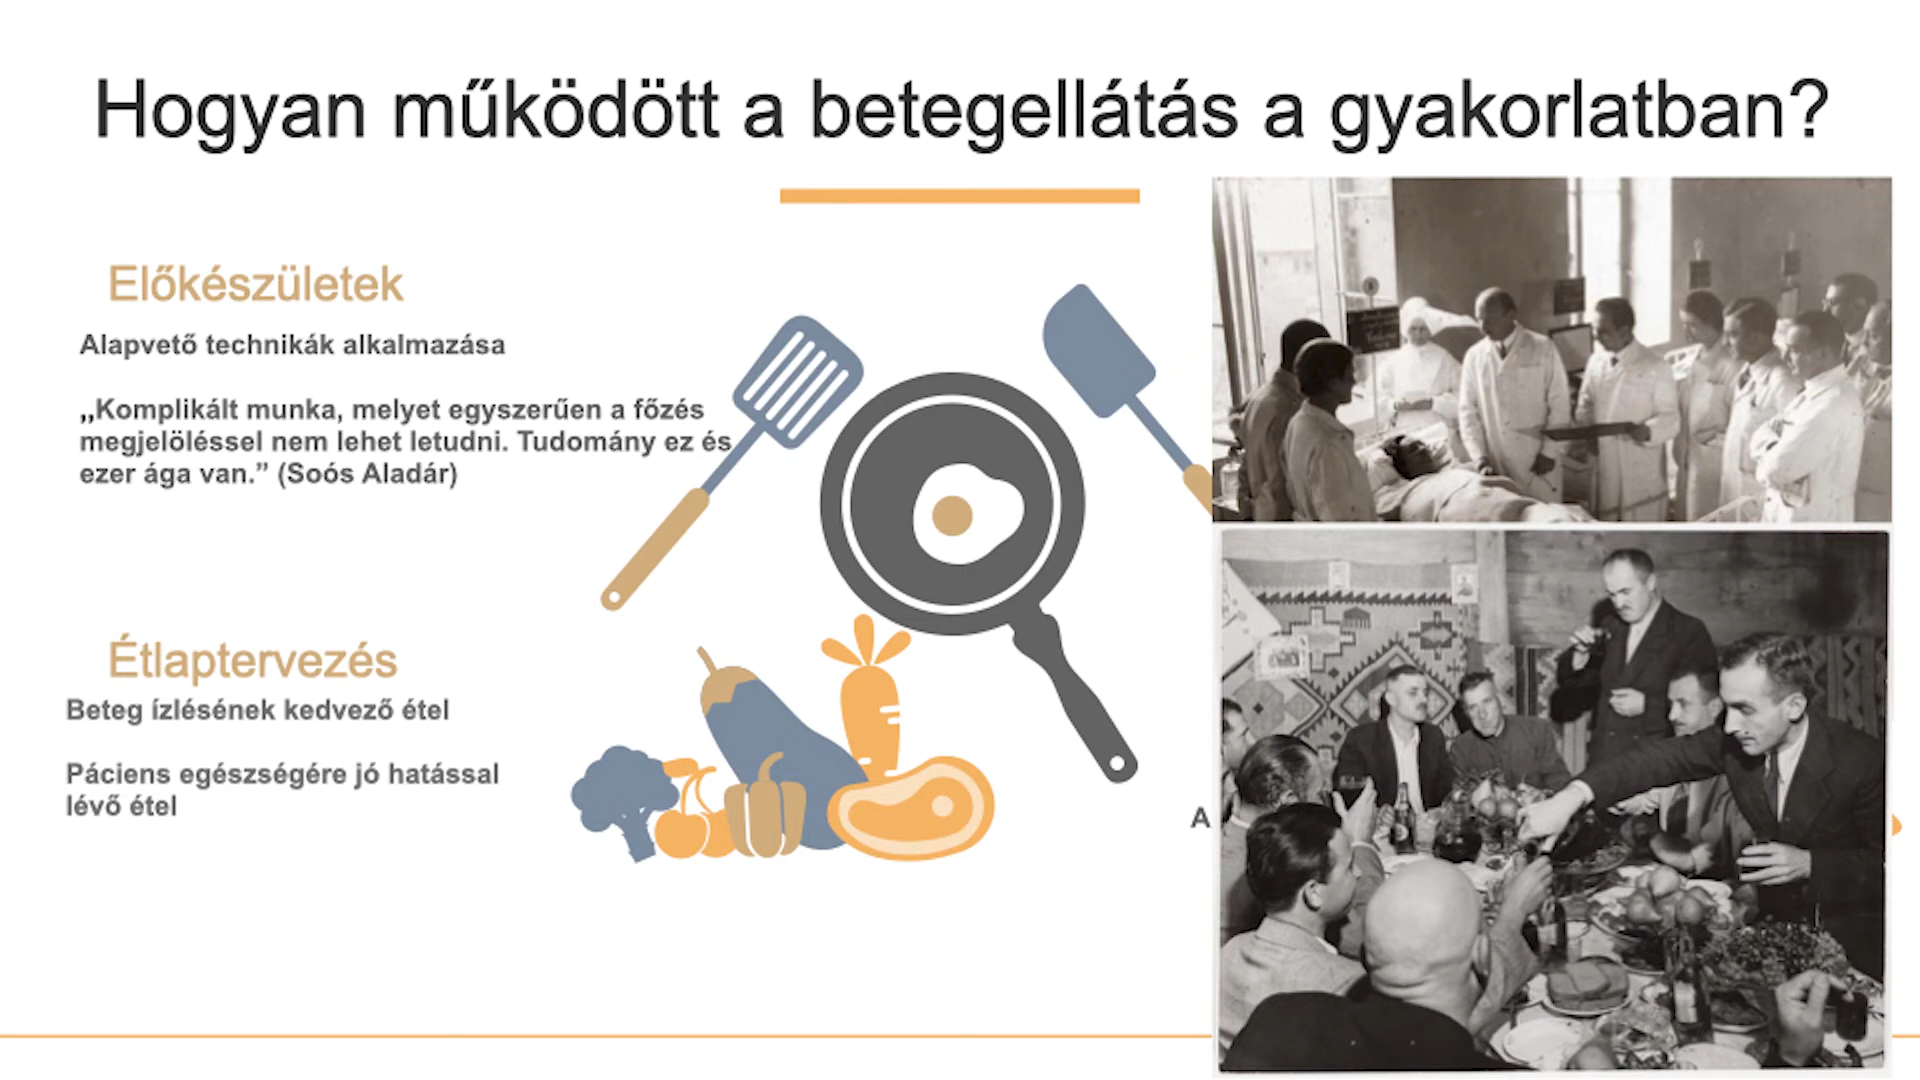 Hogyan működött a betegellátás a gyakorlatban?
Előkészületek
Alapvető technikák alkalmazása
„Komplikált munka, melyet egyszerűen a főzés
megjelöléssel nem lehet letudni. Tudomány ez és
ezer ága van.” (Soós Aladár)
Étlaptervezés
Beteg ízlésének kedvező étel
Páciens egészségére jó hatással
lévő étel
A